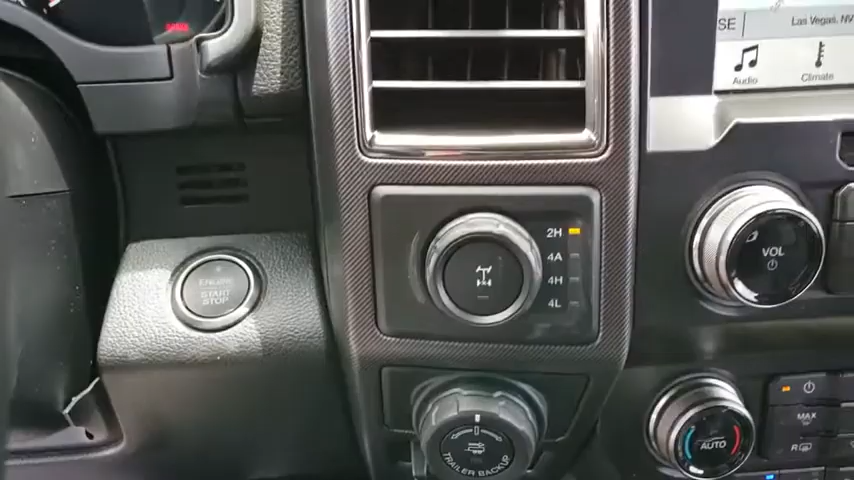 SE
Las Vegas, NV
Audio
Climate
2H
4A
4H
4L
VOL
ENGINE
START
STOP
MAX
AUTO
R
TRAILER BACKUP